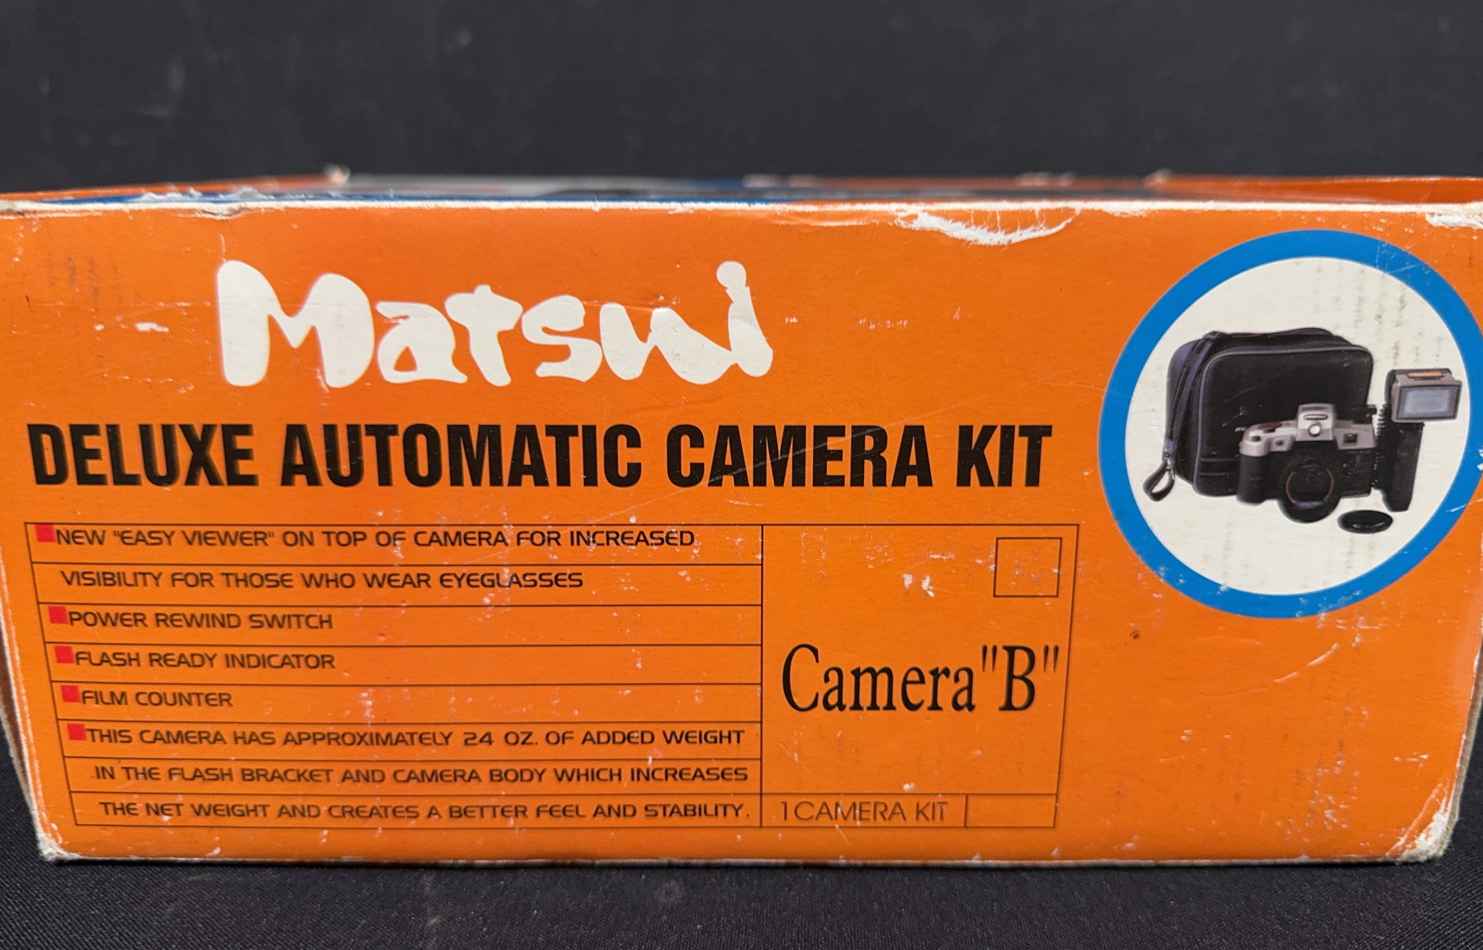 Matsui
DELUXE AUTOMATIC CAMERA KIT
NEW "EASY VIEWER" ON TOP OF CAMERA FOR INCREASED
VISIBILITY FOR THOSE WHO WEAR EYEGLASSES
POWER REWIND SWITCH
FLASH READY INDICATOR
FILM COUNTER
THIS CAMERA HAS APPROXIMATELY 24 OZ. OF ADDED WEIGHT
IN THE FLASH BRACKET AND CAMERA BODY WHICH INCREASES
THE NET WEIGHT AND CREATES A BETTER FEEL AND STABILITY.
Camera "B"
1 CAMERA KIT